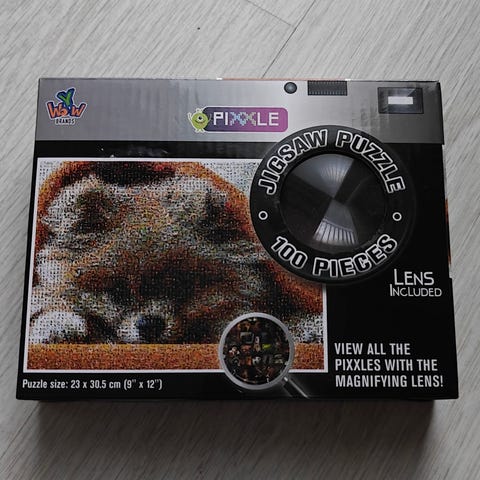 WOW
BRANDS
PIXXLE
JIGSAW PUZZLE
100 PIECES
LENS
INCLUDED
VIEW ALL THE
PIXXLES WITH THE
MAGNIFYING LENS!
Puzzle size: 23 x 30.5 cm (9" x 12")